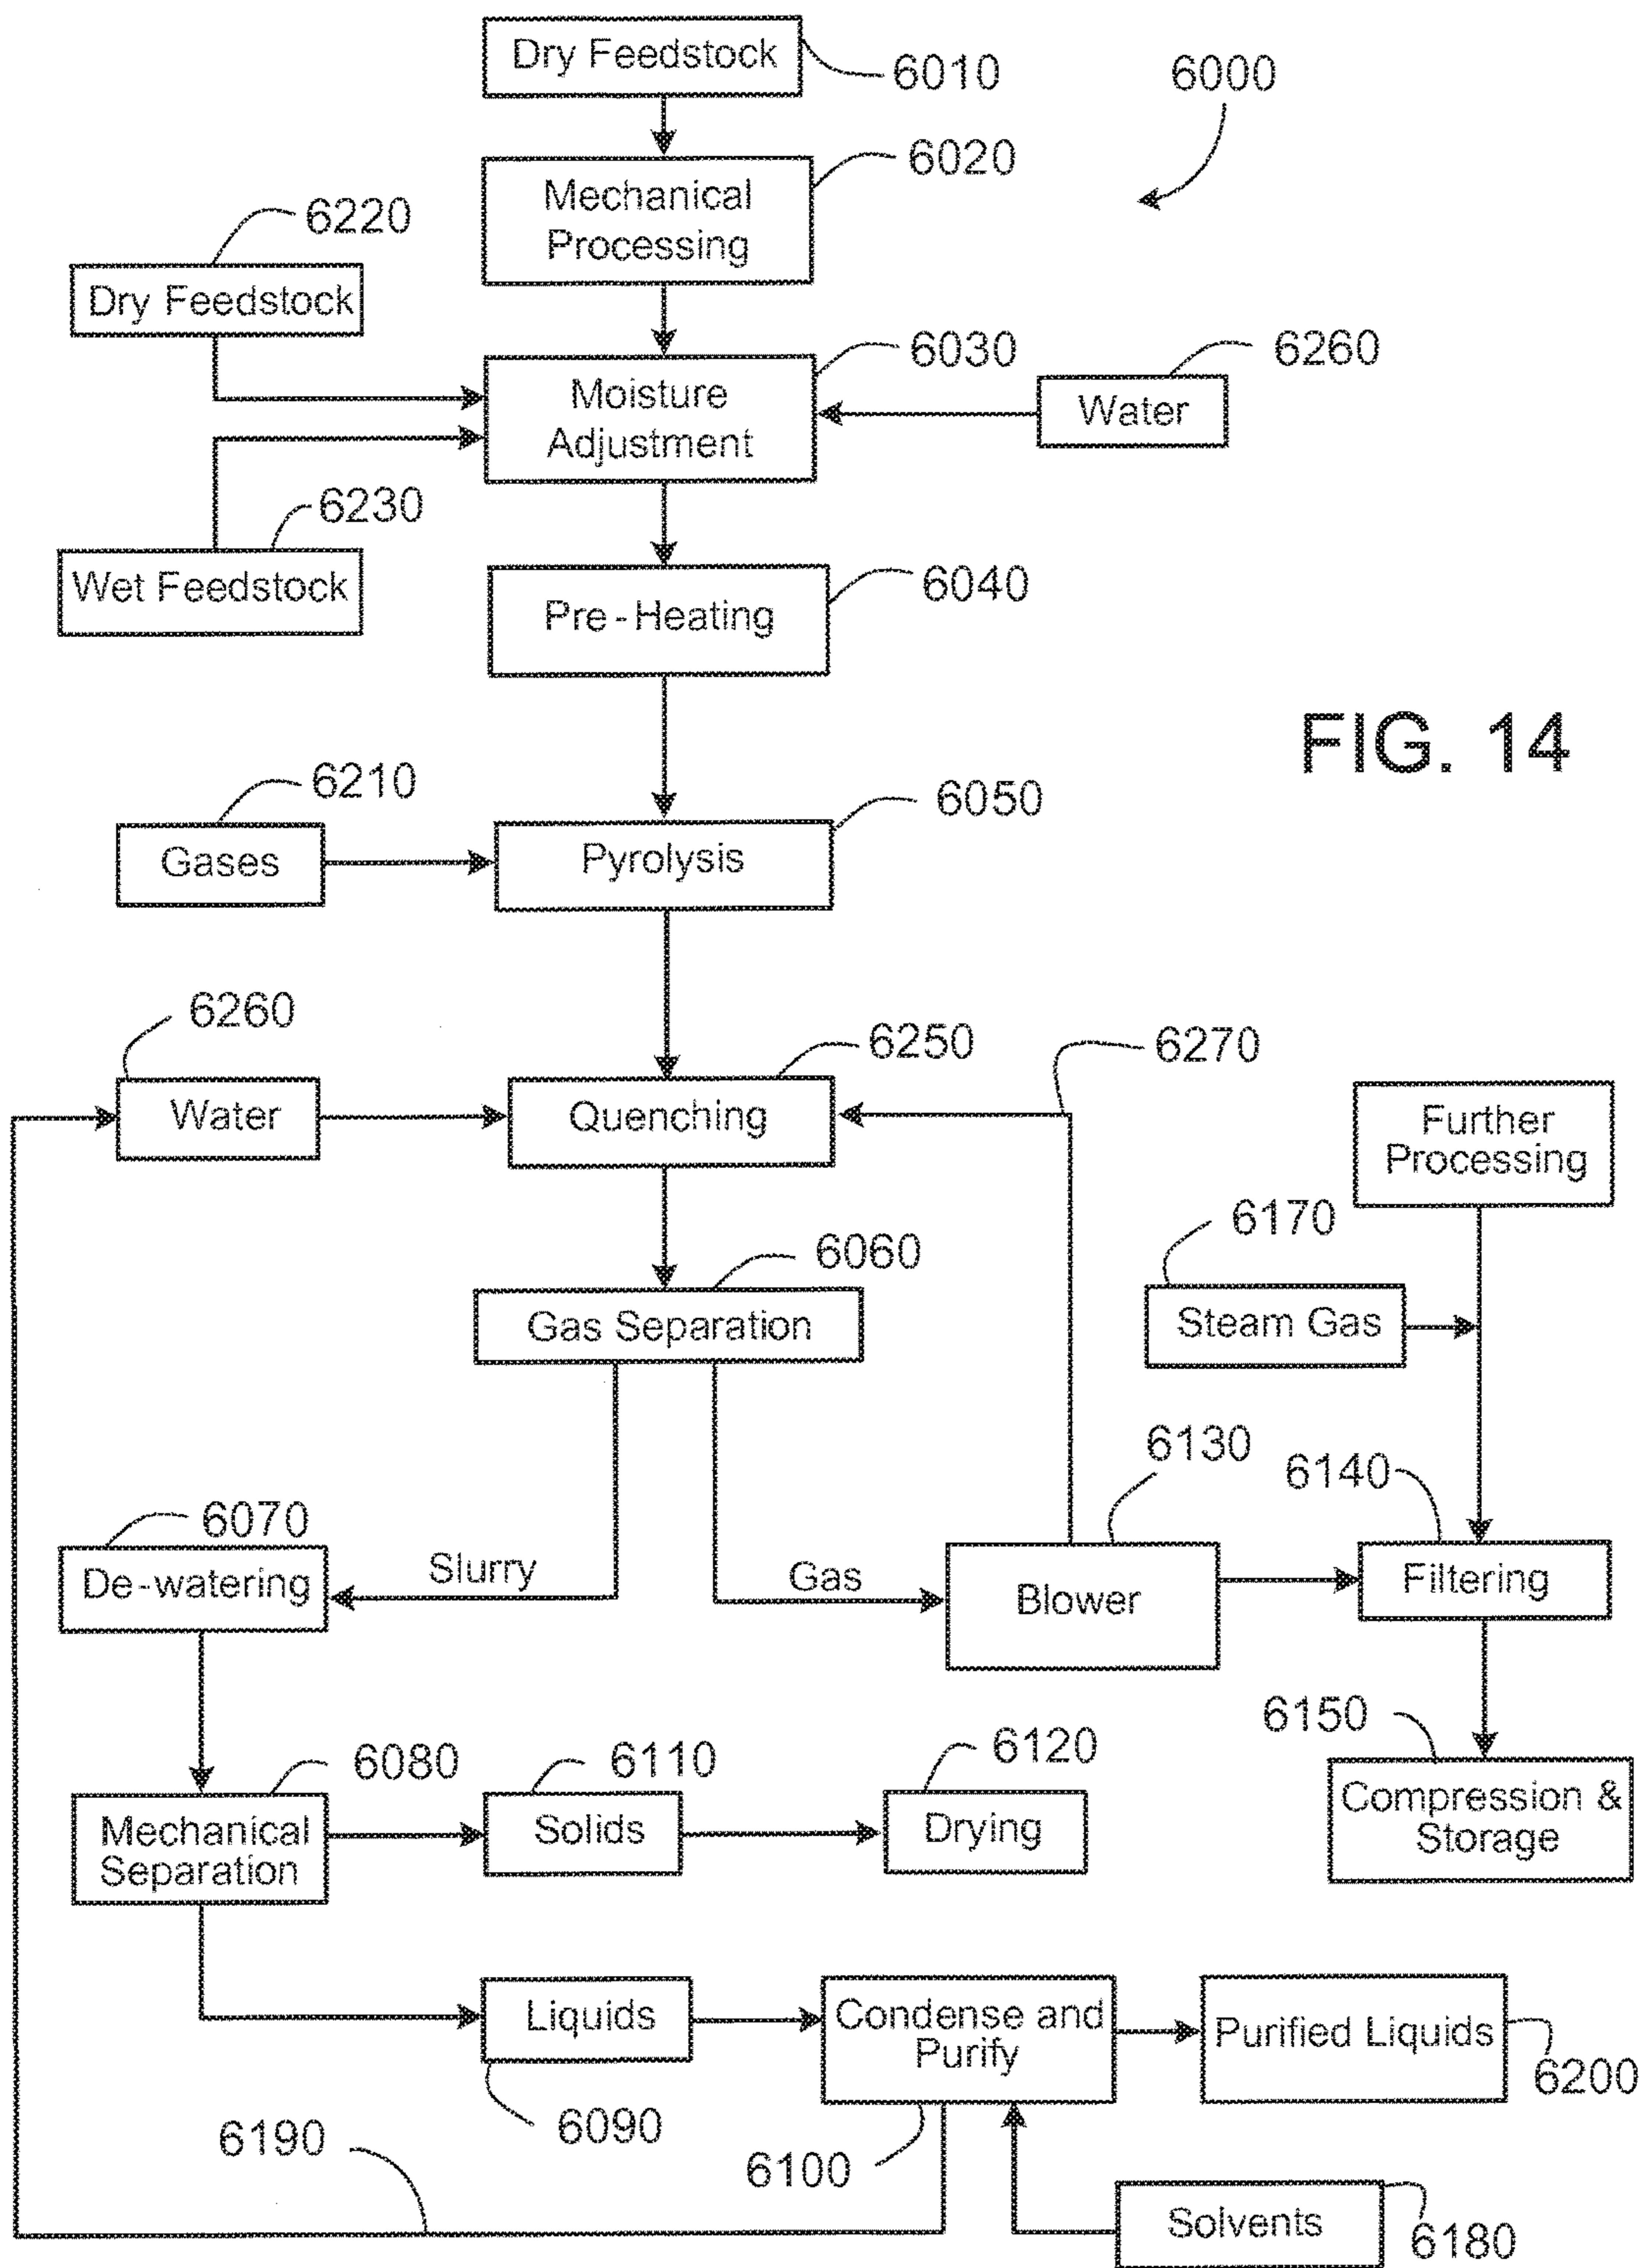 Dry Feedstock
6010
6000
Mechanical
Processing
6020
6220
Dry Feedstock
Moisture
Adjustment
6030
6260
Water
6230
Wet Feedstock
Pre-Heating
6040
FIG. 14
6210
Gases
Pyrolysis
6050
6260
Water
Quenching
6250
6270
Further
Processing
6170
Steam Gas
6060
Gas Separation
6130
6140
6070
De-watering
Slurry
Gas
Blower
Filtering
6150
Compression &
Storage
6080
Mechanical
Separation
6110
Solids
6120
Drying
Liquids
6090
Condense and
Purify
6100
Purified Liquids
6200
6190
Solvents
6180